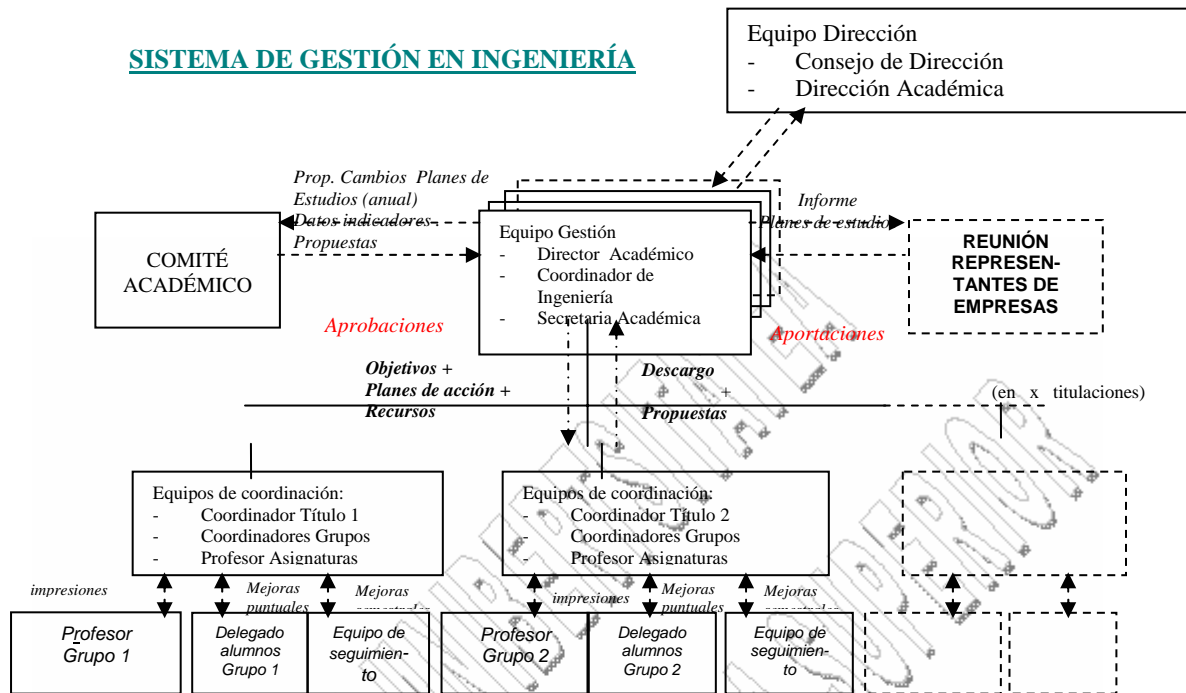 SISTEMA DE GESTIÓN EN INGENIERÍA
Equipo Dirección
- Consejo de Dirección
- Dirección Académica
Prop. Cambios Planes de
Estudios (anual)
Datos indicadores
Propuestas
Informe
Planes de estudio
COMITÉ
ACADÉMICO
Equipo Gestión
- Director Académico
- Coordinador de
Ingeniería
- Secretaria Académica
REUNIÓN
REPRESEN-
TANTES DE
EMPRESAS
Aprobaciones
Aportaciones
Objetivos +
Planes de acción +
Recursos
Descargo
+
Propuestas
(en x titulaciones)
Equipos de coordinación:
- Coordinador Título 1
- Coordinadores Grupos
- Profesor Asignaturas
Equipos de coordinación:
- Coordinador Título 2
- Coordinadores Grupos
- Profesor Asignaturas
impresiones
Mejoras
puntuales
Mejoras
impresiones
Mejoras
puntuales
Mejoras
Profesor
Grupo 1
Delegado
alumnos
Grupo 1
Equipo de
seguimien-
to
Profesor
Grupo 2
Delegado
alumnos
Grupo 2
Equipo de
seguimien-
to